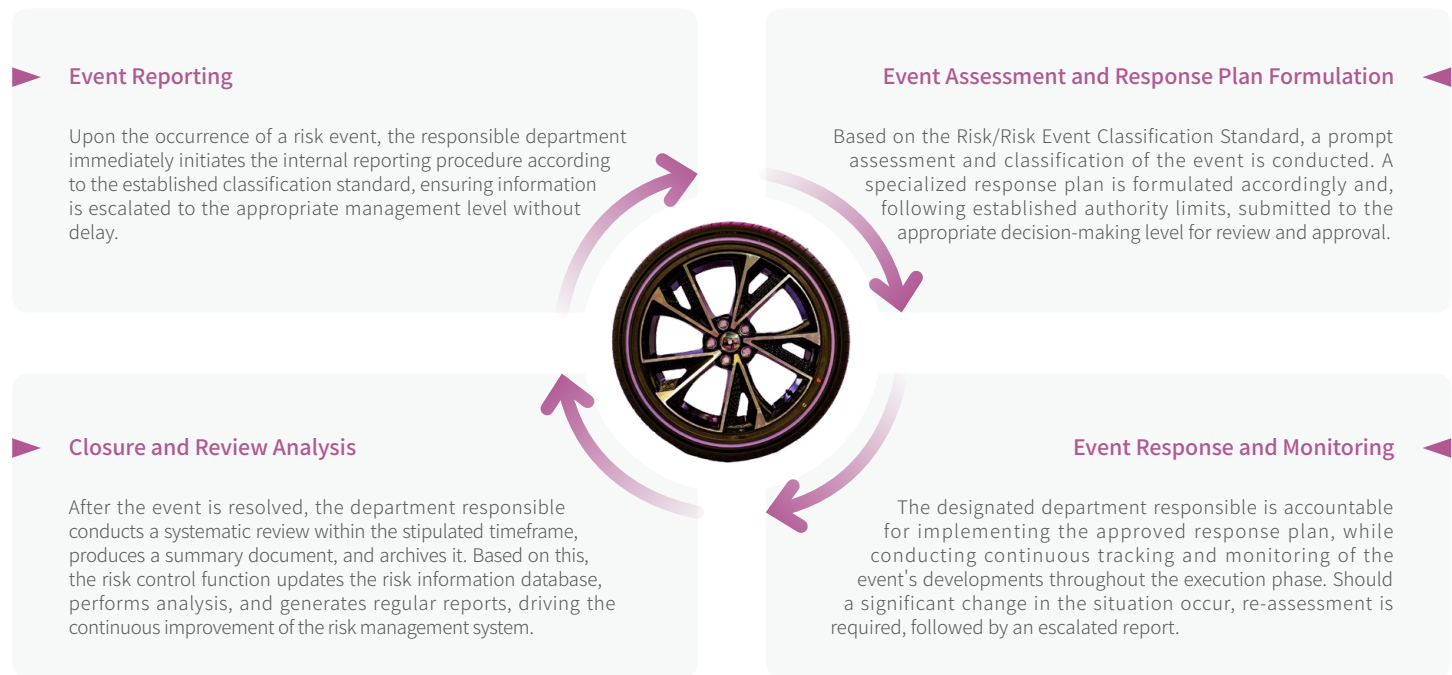 Event Reporting
Upon the occurrence of a risk event, the responsible department
immediately initiates the internal reporting procedure according
to the established classification standard, ensuring information
is escalated to the appropriate management level without
delay.
Event Assessment and Response Plan Formulation
Based on the Risk/Risk Event Classification Standard, a prompt
assessment and classification of the event is conducted. A
specialized response plan is formulated accordingly and,
following established authority limits, submitted to the
appropriate decision-making level for review and approval.
Closure and Review Analysis
After the event is resolved, the department responsible
conducts a systematic review within the stipulated timeframe,
produces a summary document, and archives it. Based on this,
the risk control function updates the risk information database,
performs analysis, and generates regular reports, driving the
continuous improvement of the risk management system.
Event Response and Monitoring
The designated department responsible is accountable
for implementing the approved response plan, while
conducting continuous tracking and monitoring of the
event's developments throughout the execution phase. Should
a significant change in the situation occur, re-assessment is
required, followed by an escalated report.